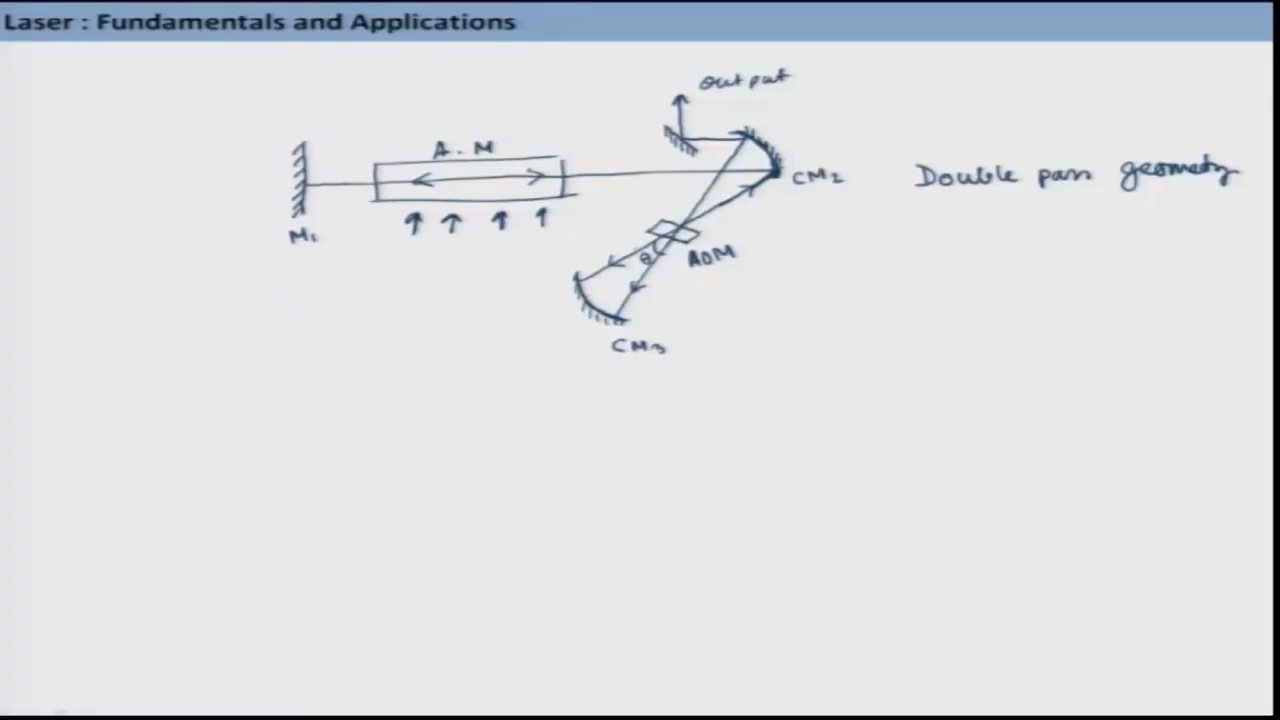 Laser : Fundamentals and Applications
output
A.M
CM2
Double pass geometry
M1
θ
AOM
CM3